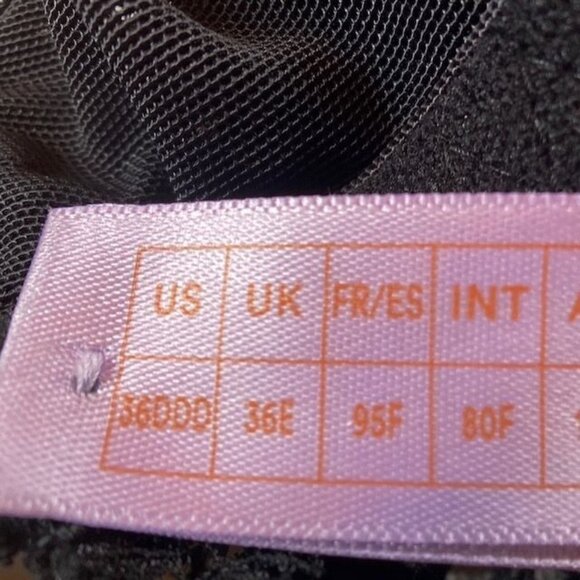 US UK FR/ES INT A
36DDD 36E 95F 80F